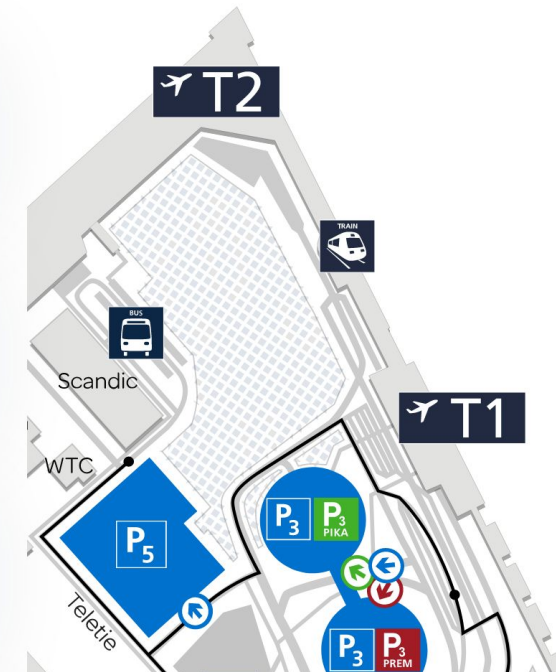 T2
TRAIN
BUS
Scandic
T1
WTC
P3
P3
PIKA
P5
Teletie
P3
P3
PREM